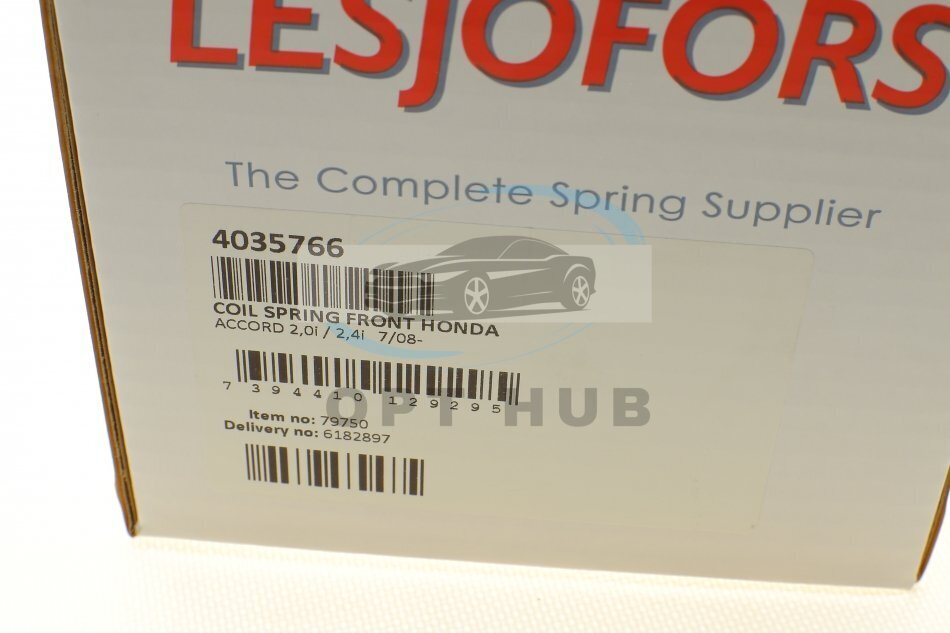 LESJOFORS
The Complete Spring Supplier
4035766
COIL SPRING FRONT HONDA
ACCORD 2,0i / 2,4i 7/08-
7 394410 129295
OPT HUB
Item no: 79750
Delivery no: 6182897